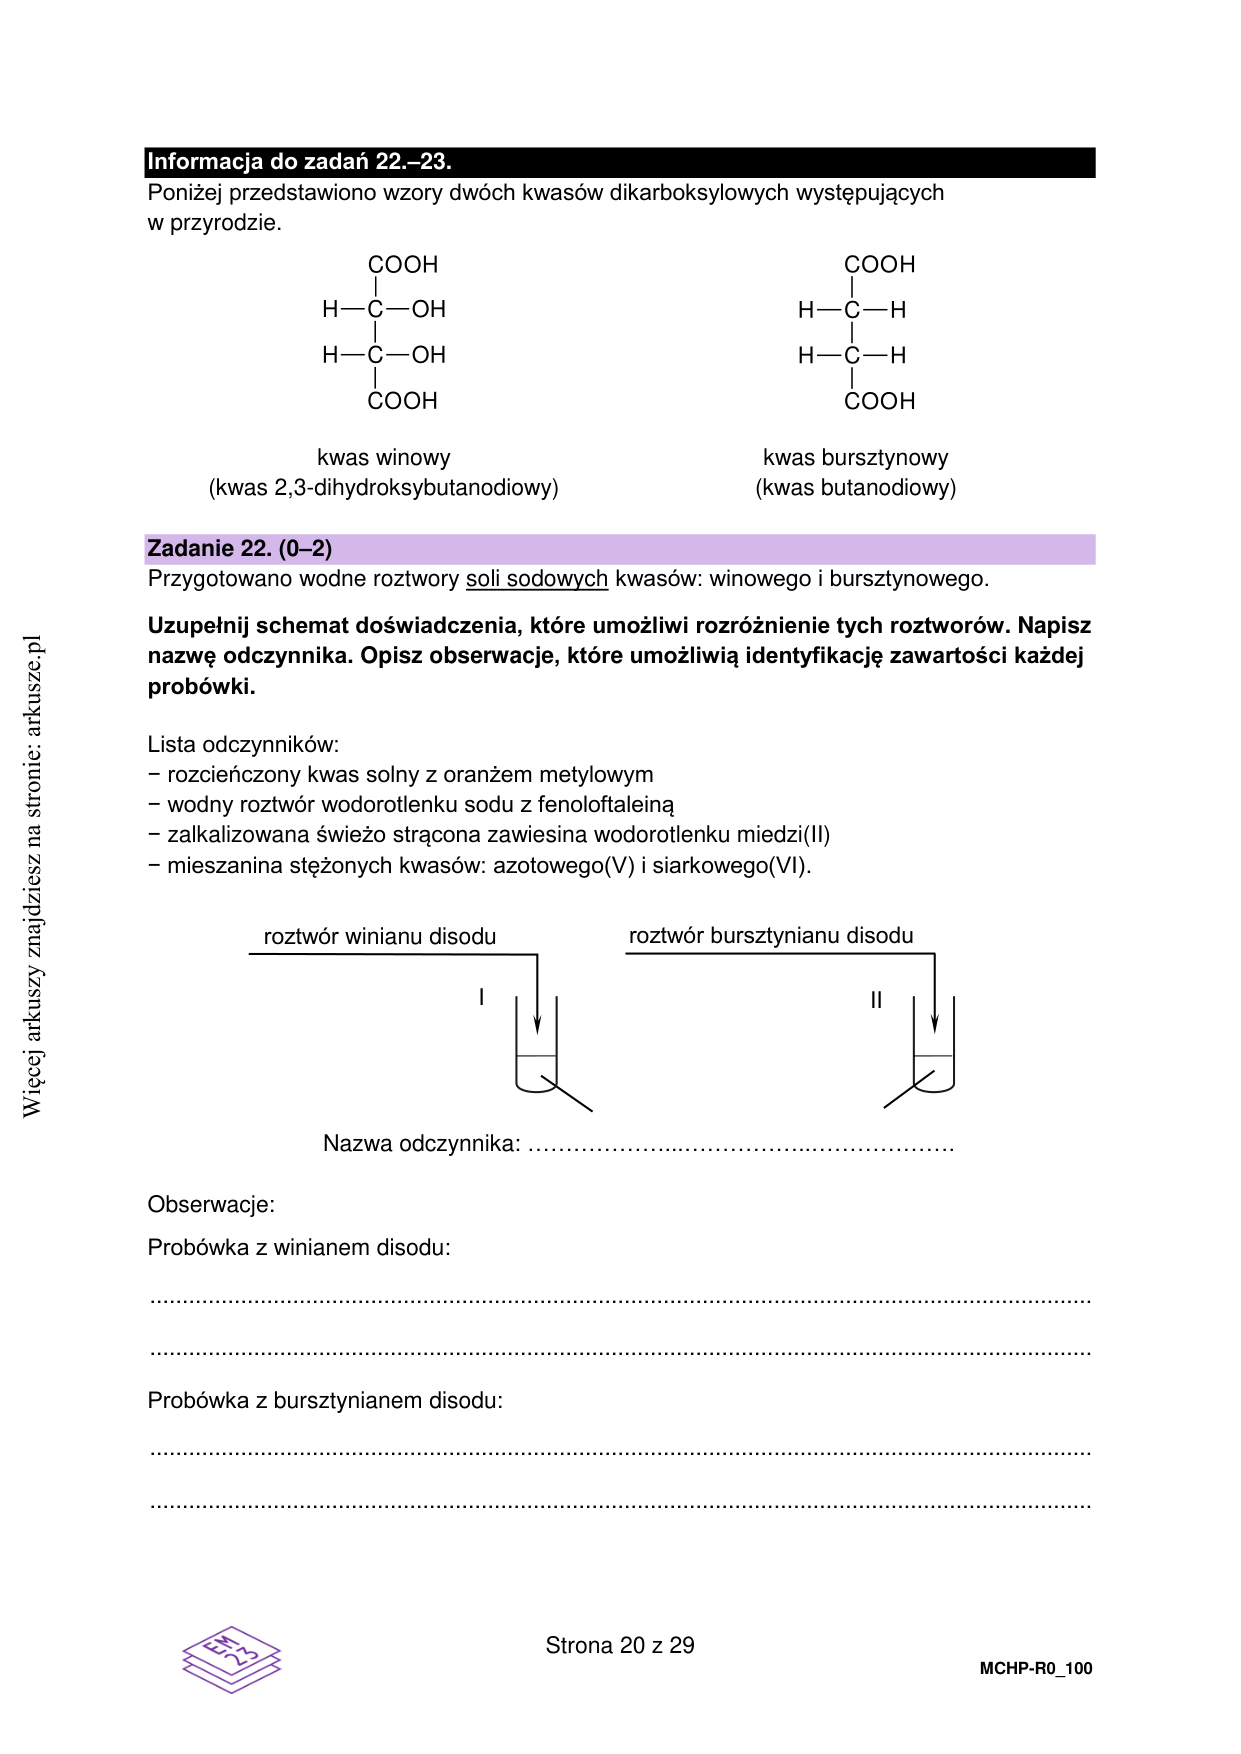 Informacja do zadań 22.–23.
Poniżej przedstawiono wzory dwóch kwasów dikarboksylowych występujących
w przyrodzie.
COOH
H—C—OH
H—C—OH
COOH
kwas winowy
(kwas 2,3-dihydroksybutanodiowy)
COOH
H—C—H
H—C—H
COOH
kwas bursztynowy
(kwas butanodiowy)
Zadanie 22. (0–2)
Przygotowano wodne roztwory soli sodowych kwasów: winowego i bursztynowego.
Uzupełnij schemat doświadczenia, które umożliwi rozróżnienie tych roztworów. Napisz
nazwę odczynnika. Opisz obserwacje, które umożliwią identyfikację zawartości każdej
probówki.
Lista odczynników:
− rozcieńczony kwas solny z oranżem metylowym
− wodny roztwór wodorotlenku sodu z fenoloftaleiną
− zalkalizowana świeżo strącona zawiesina wodorotlenku miedzi(II)
− mieszanina stężonych kwasów: azotowego(V) i siarkowego(VI).
roztwór winianu disodu
I
roztwór bursztynianu disodu
II
Nazwa odczynnika: ………………...……………..……………….
Obserwacje:
Probówka z winianem disodu:
Probówka z bursztynianem disodu:
EM
23
Strona 20 z 29
MCHP-R0_100
Więcej arkuszy znajdziesz na stronie: arkusze.pl